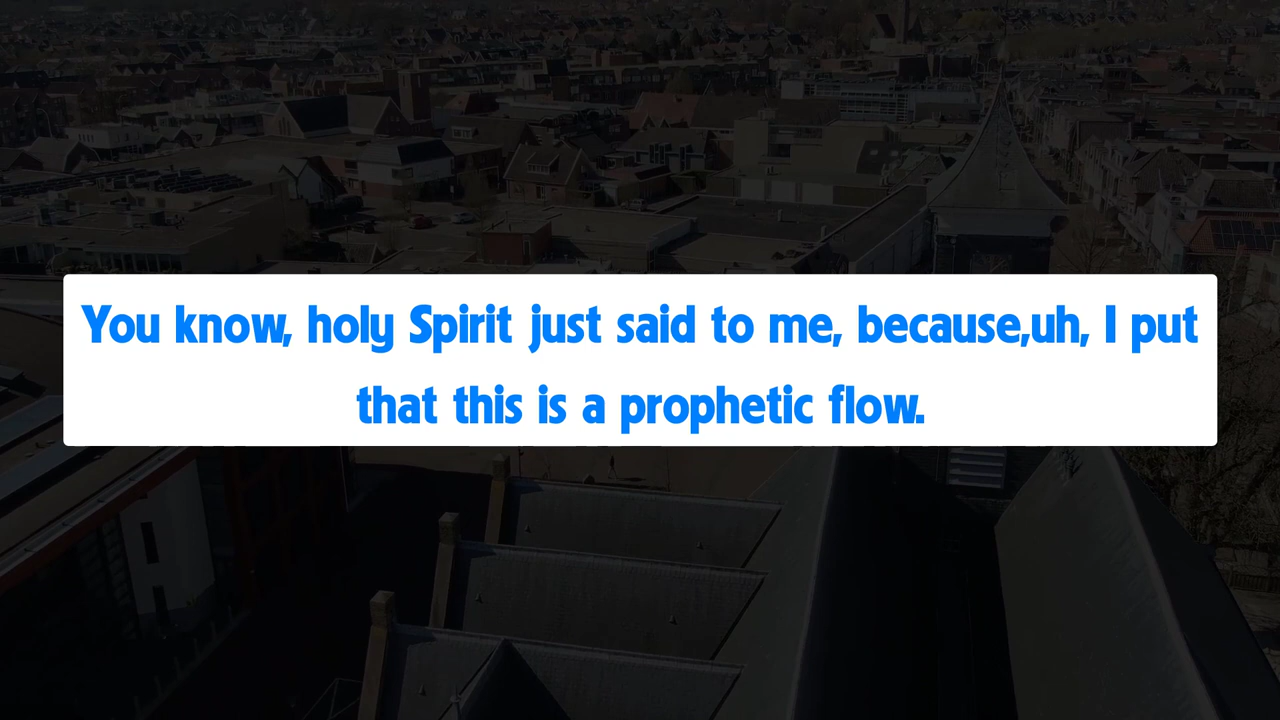 You know, holy Spirit just said to me, because,uh, I put
that this is a prophetic flow.